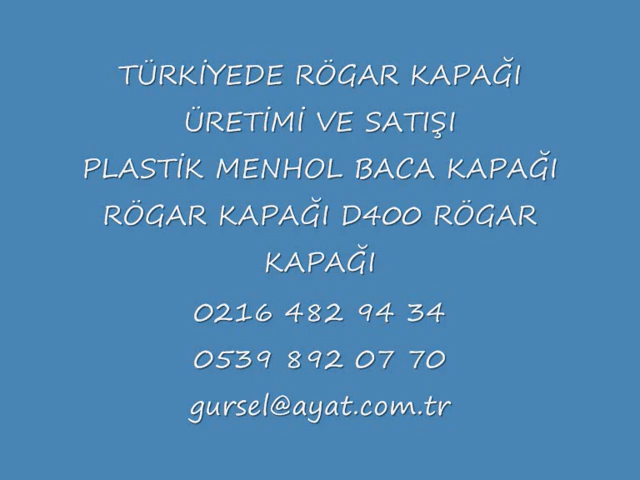 TÜRKİYEDE RÖGAR KAPAĞI
ÜRETİMİ VE SATIŞI
PLASTİK MENHOL BACA KAPAĞI
RÖGAR KAPAĞI D400 RÖGAR
KAPAĞI
0216 482 94 34
0539 892 07 70
gursel@ayat.com.tr